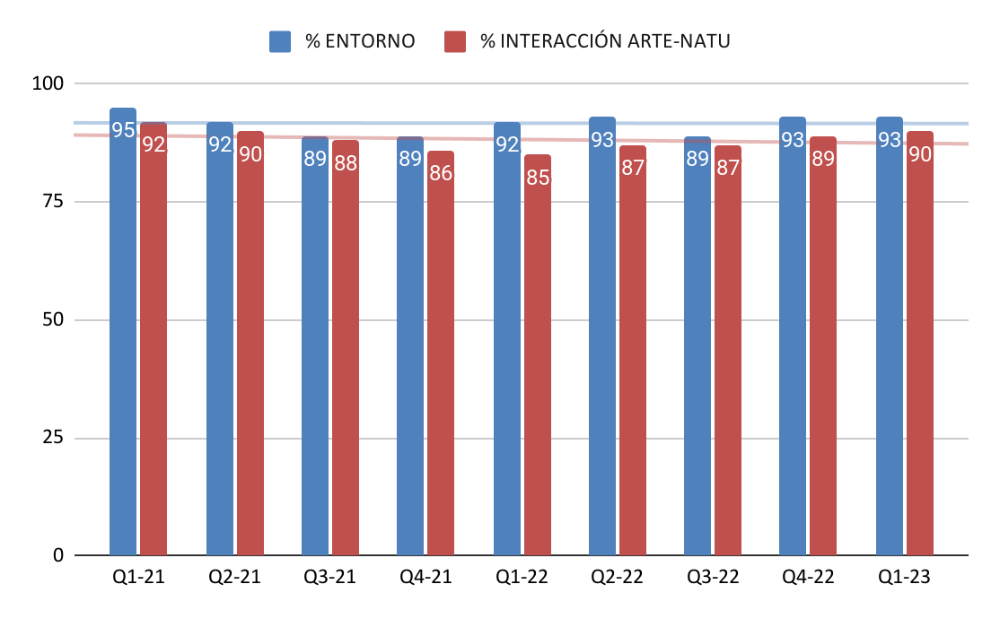 % ENTORNO % INTERACCIÓN ARTE-NATU
100
75
50
25
0
95 92 92 90 89 88 89 86 92 85 93 87 89 87 93 89 93 90
Q1-21 Q2-21 Q3-21 Q4-21 Q1-22 Q2-22 Q3-22 Q4-22 Q1-23